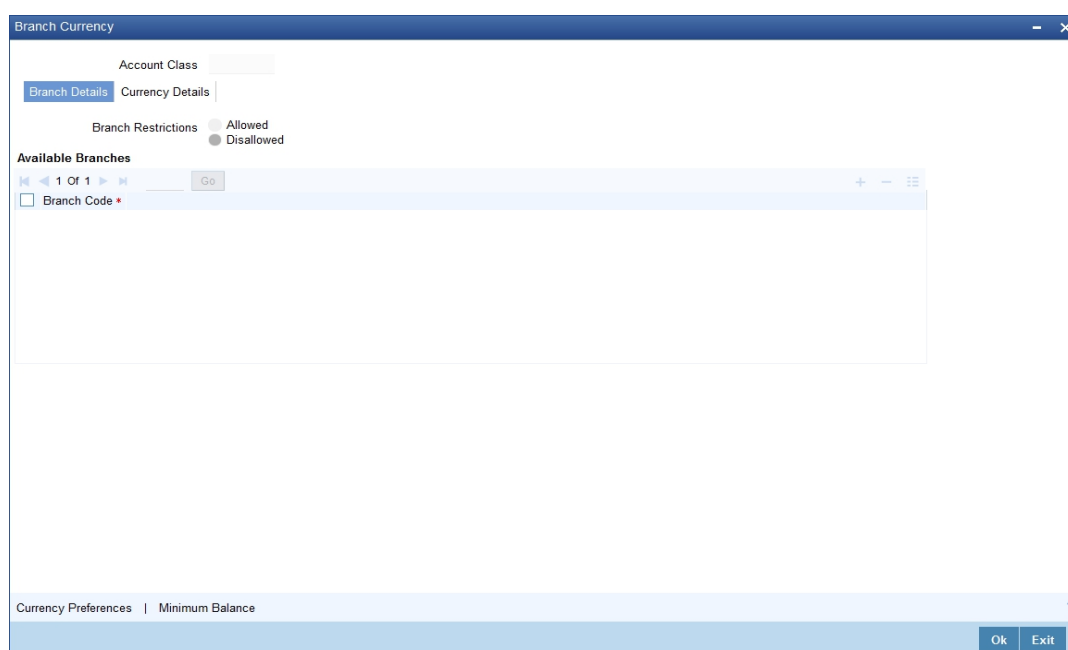 Branch Currency
Account Class
Branch Details Currency Details
Branch Restrictions Allowed
Disallowed
Available Branches
1 Of 1 Go
Branch Code *
Currency Preferences | Minimum Balance
Ok Exit